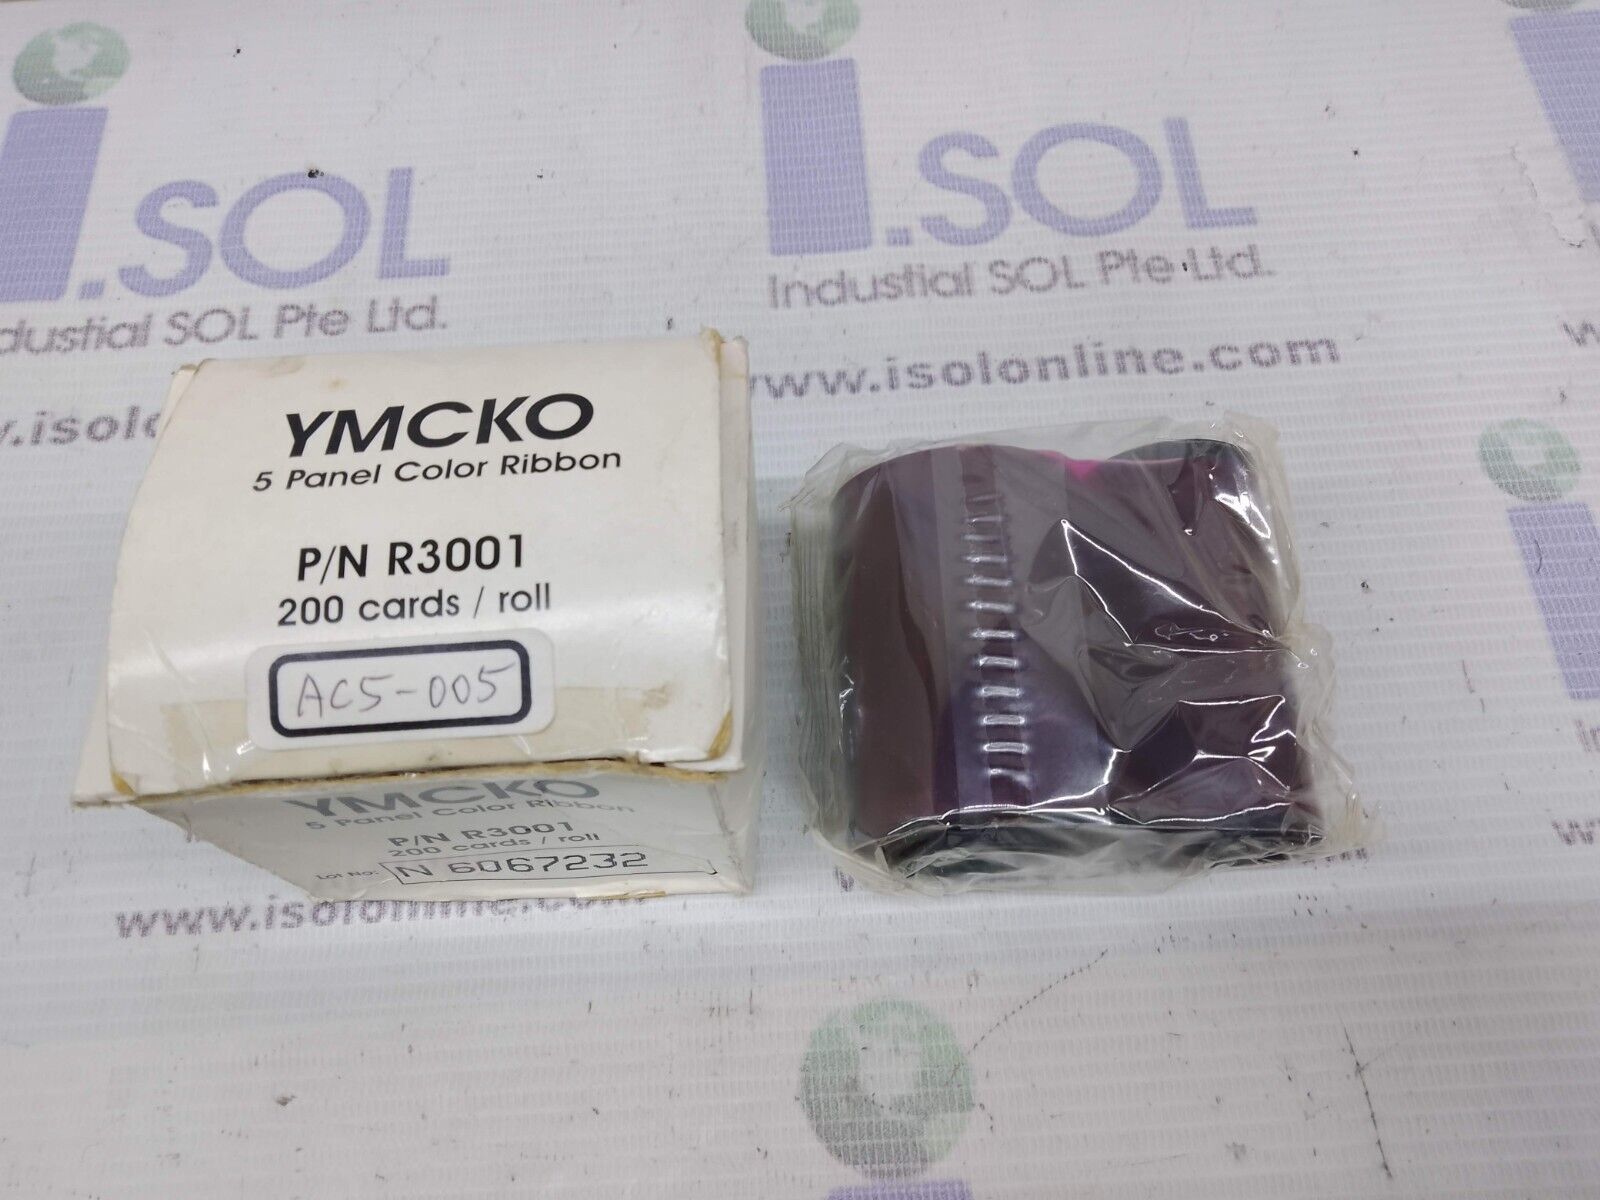 i.SOL
i.SOL
dustial SOL Pte Ltd.
Industial SOL Pte Ltd.
www.isolonline.com
w.isol
YMCKO
5 Panel Color Ribbon
P/N R3001
200 cards / roll
AC5-005
YMCKO
5 Panel Color Ribbon
P/N R3001
200 cards / roll
Lot No: N 6067232
www.isolonline.com